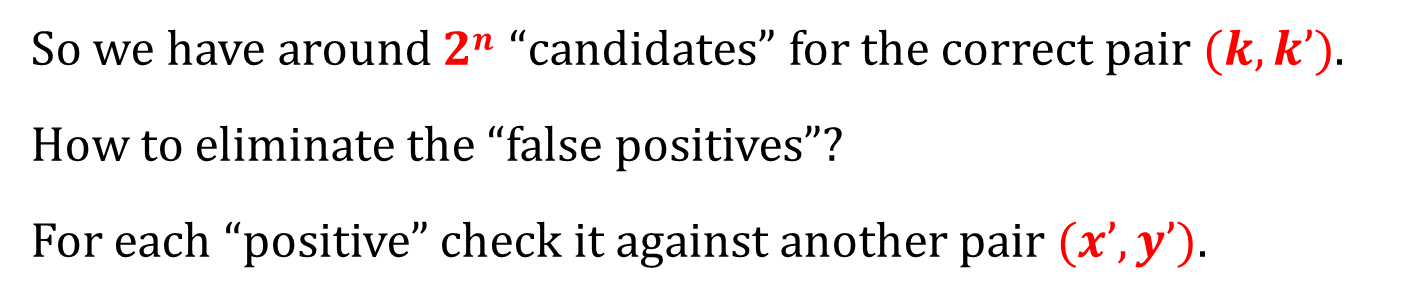 So we have around 2ⁿ “candidates” for the correct pair (k, k’).
How to eliminate the “false positives”?
For each “positive” check it against another pair (x’, y’).